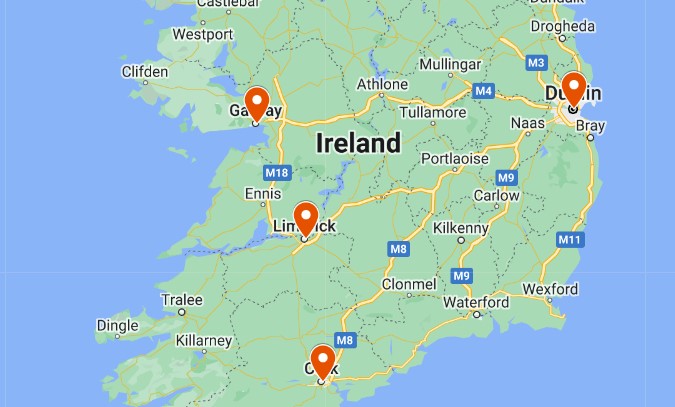 Castlebar
Dundalk
Drogheda
Westport
M3
Mullingar
Clifden
Athlone
M4
Dublin
Galway
Tullamore
Naas
Bray
Ireland
Portlaoise
M18
M9
Ennis
Carlow
Limerick
Kilkenny
M11
M8
M9
Clonmel
Wexford
Tralee
Waterford
Dingle
Killarney
M8
Cork